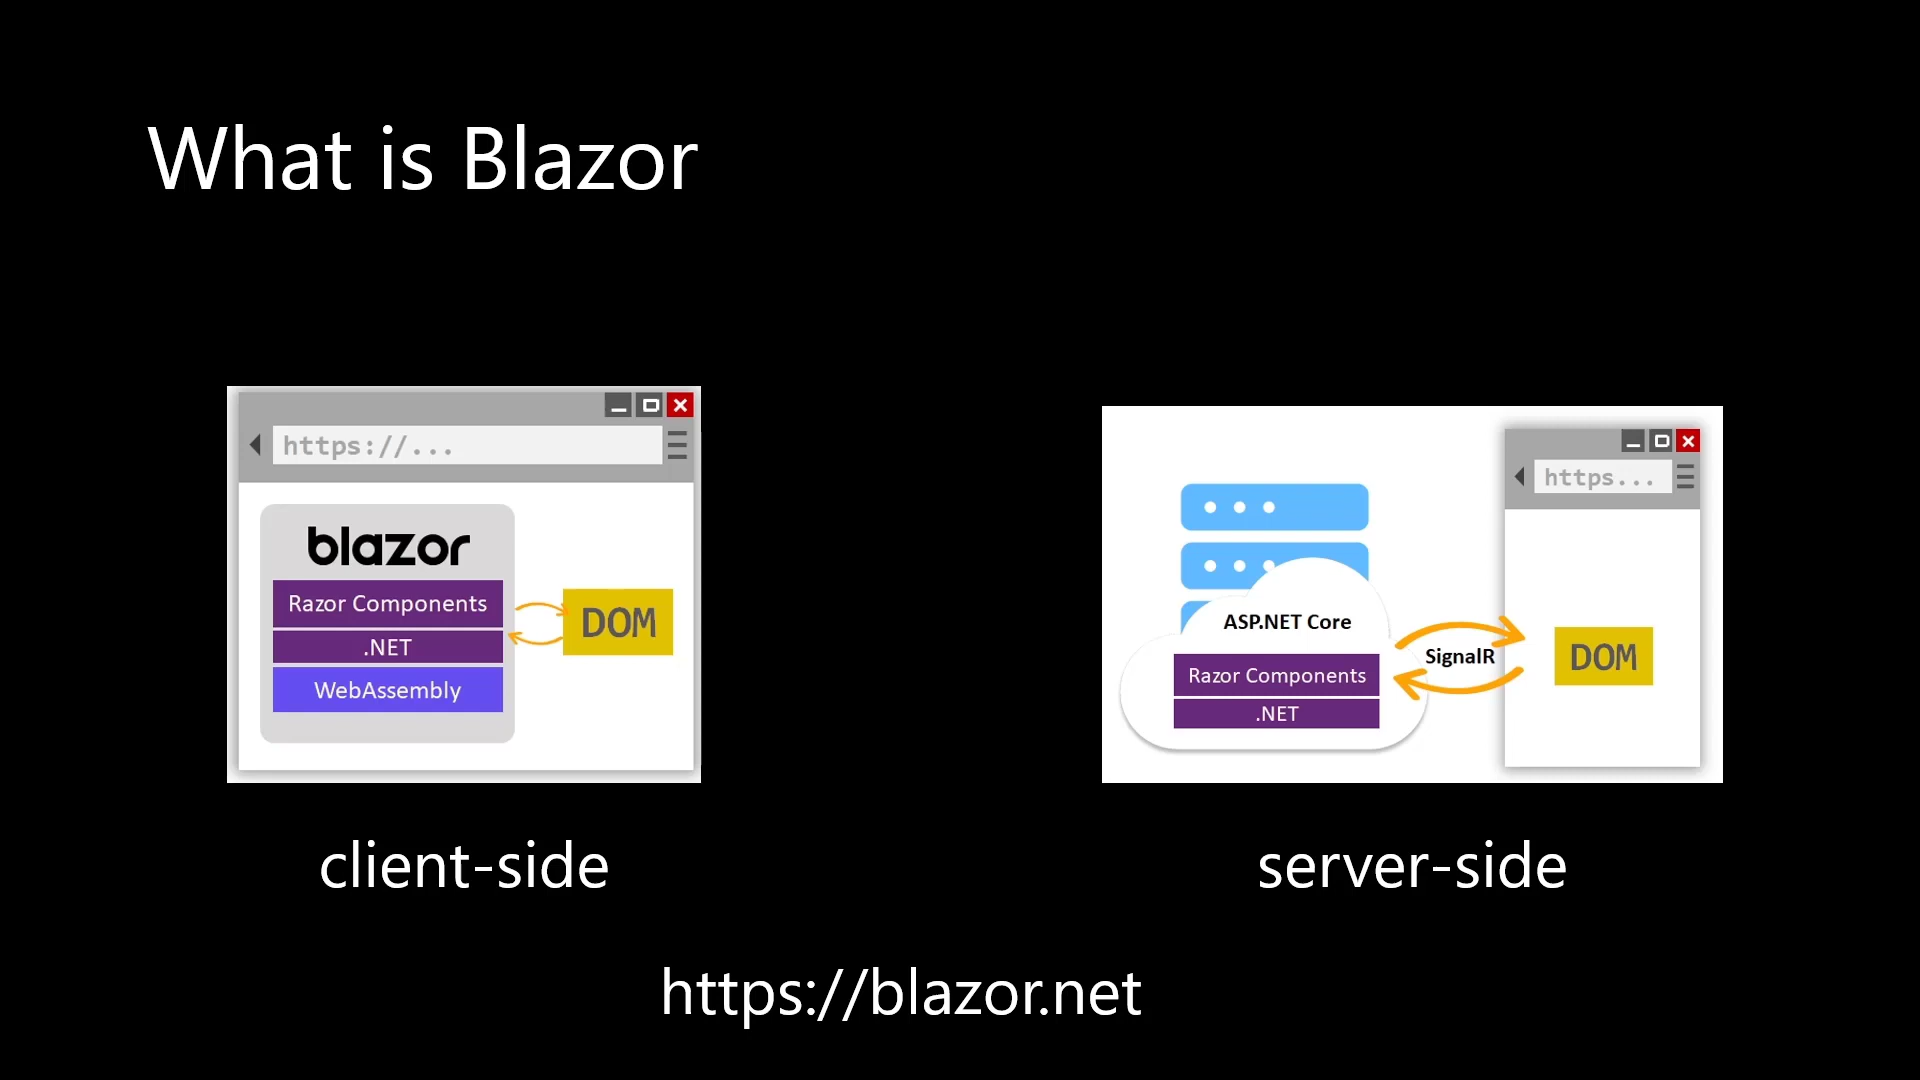 What is Blazor
https://...
blazor
Razor Components
.NET
WebAssembly
DOM
client-side
https...
ASP.NET Core
Razor Components
.NET
SignalR
DOM
server-side
https://blazor.net